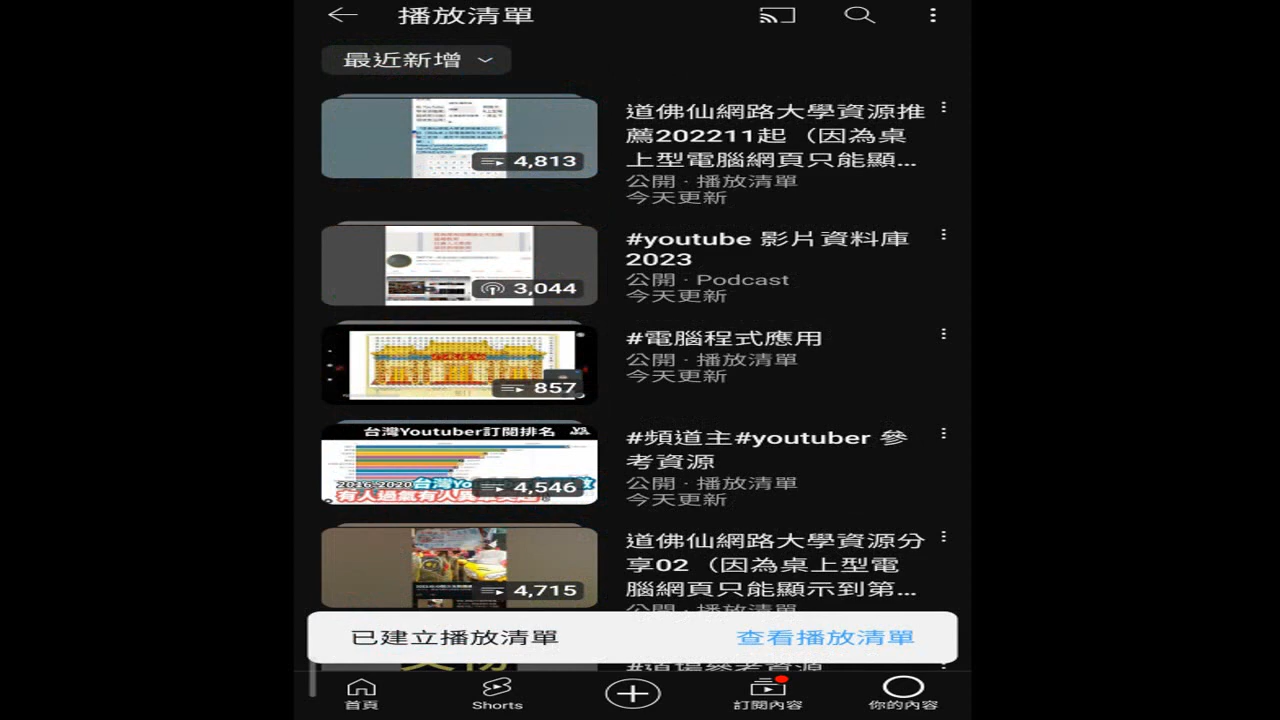 播放清單
最近新增
道佛仙網路大學資源推
薦202211起（因為桌
上型電腦網頁只能顯...
公開 · 播放清單
今天更新
4,813
#youtube 影片資料庫
2023
公開 · Podcast
今天更新
3,044
#電腦程式應用
公開 · 播放清單
今天更新
857
#頻道主#youtuber 參
考資源
公開 · 播放清單
今天更新
台灣Youtuber訂閱排名
4,546
道佛仙網路大學資源分
享02（因為桌上型電
腦網頁只能顯示到第...
公開 · 播放清單
4,715
已建立播放清單
查看播放清單
首頁
Shorts
訂閱內容
你的內容